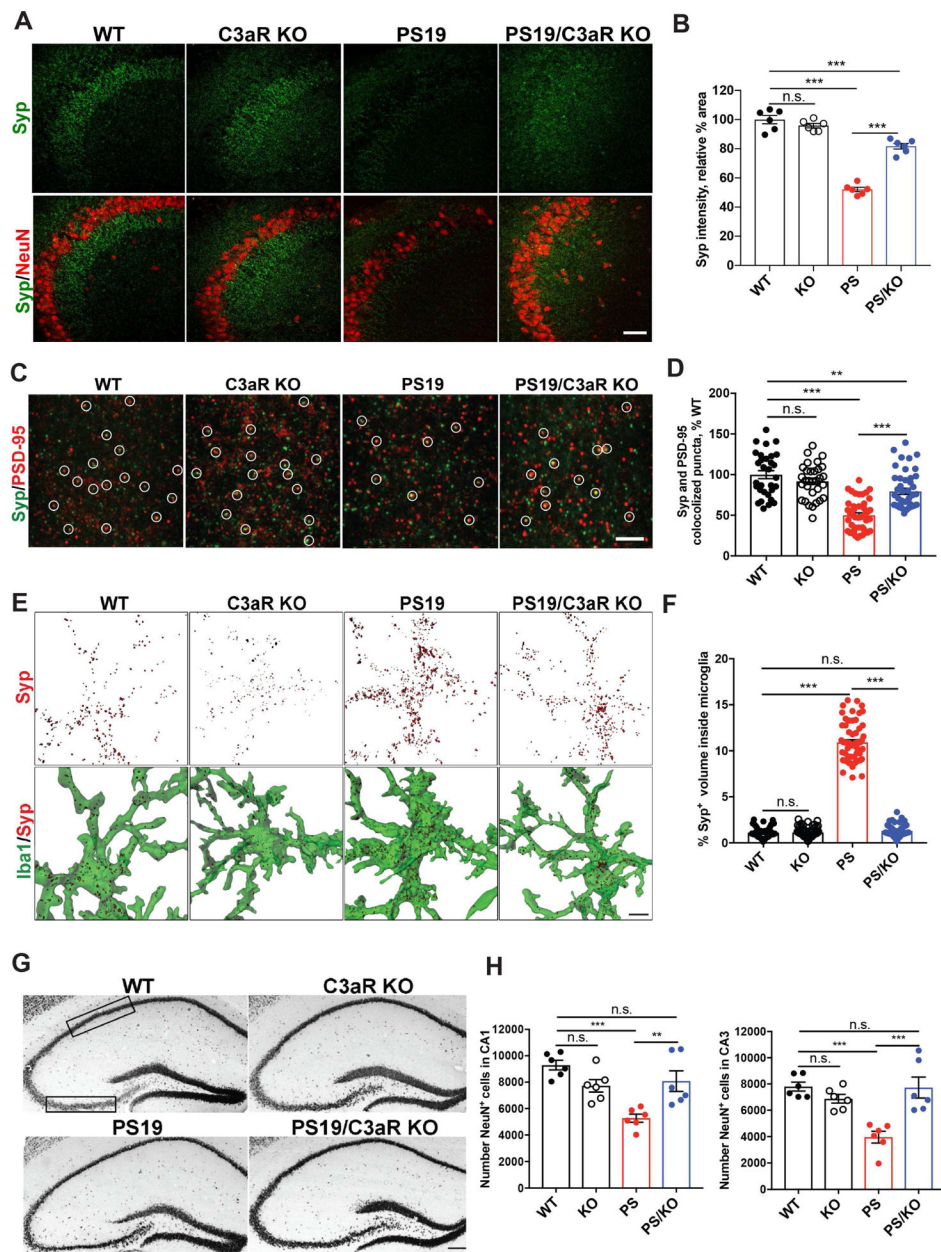 A
WT
C3aR KO
PS19
PS19/C3aR KO
Syp
Syp/NeuN
B
Syp intensity, relative % area
120
100
80
60
40
20
0
***
***
n.s.
***
WT
KO
PS
PS/KO
C
WT
C3aR KO
PS19
PS19/C3aR KO
Syp/PSD-95
D
Syp and PSD-95
colocolized puncta, % WT
200
150
100
50
0
**
***
n.s.
***
WT
KO
PS
PS/KO
E
WT
C3aR KO
PS19
PS19/C3aR KO
Syp
Iba1/Syp
F
% Syp⁺ volume inside microglia
20
15
10
5
0
n.s.
***
***
n.s.
WT
KO
PS
PS/KO
G
WT
C3aR KO
PS19
PS19/C3aR KO
H
Number NeuN⁺ cells in CA1
12000
10000
8000
6000
4000
2000
0
n.s.
***
n.s.
**
WT
KO
PS
PS/KO
Number NeuN⁺ cells in CA3
12000
10000
8000
6000
4000
2000
0
n.s.
***
***
n.s.
WT
KO
PS
PS/KO